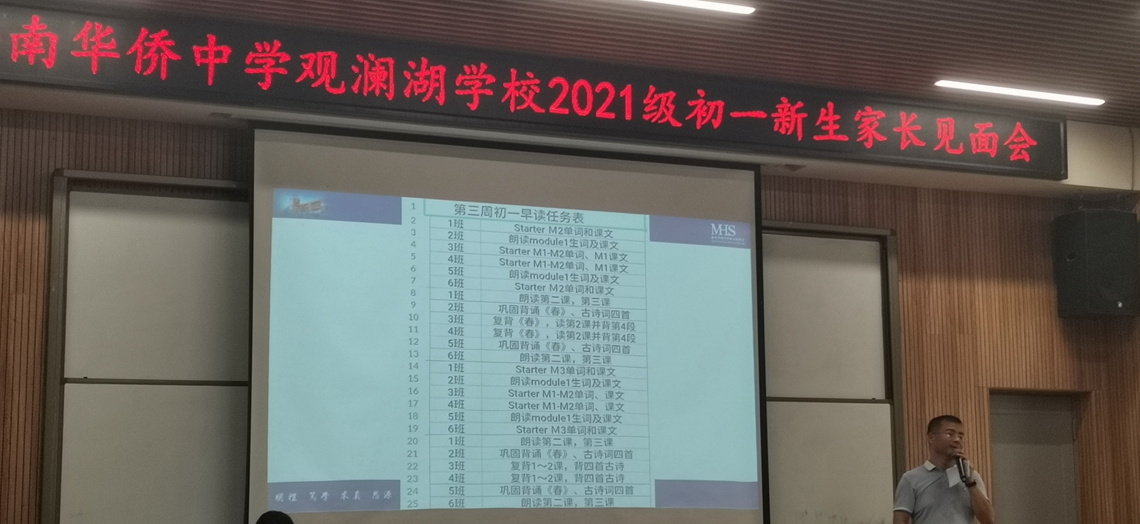 南华侨中学观澜湖学校2021级初一新生家长见面会
MHS
1 第三周初一早读任务表
2 1班 Starter M2单词和课文
3 2班 朗读module1生词及课文
4 3班 Starter M1-M2单词、M1课文
5 4班 Starter M1-M2单词、M1课文
6 5班 朗读module1生词及课文
7 6班 Starter M2单词和课文
8 1班 朗读第二课，第三课
9 2班 巩固背诵《春》、古诗词四首
10 3班 复背《春》，读第2课并背第4段
11 4班 复背《春》，读第2课并背第4段
12 5班 巩固背诵《春》、古诗词四首
13 6班 朗读第二课，第三课
14 1班 Starter M3单词和课文
15 2班 朗读module1生词及课文
16 3班 Starter M1-M2单词、课文
17 4班 Starter M1-M2单词、课文
18 5班 朗读module1生词及课文
19 6班 Starter M3单词和课文
20 1班 朗读第二课，第三课
21 2班 巩固背诵《春》、古诗词四首
22 3班 复背1～2课，背四首古诗
23 4班 复背1～2课，背四首古诗
24 5班 巩固背诵《春》、古诗词四首
25 6班 朗读第二课，第三课